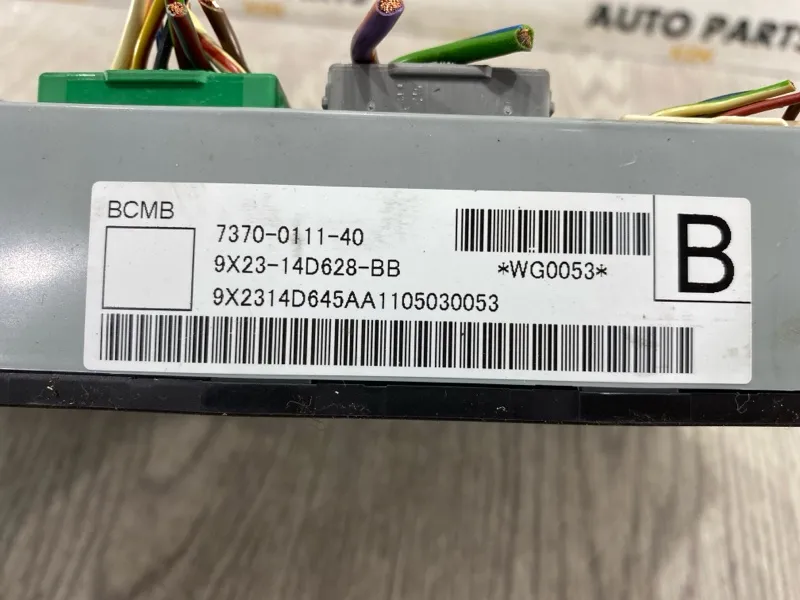 AUTO PARTS
BCMB
7370-0111-40
9X23-14D628-BB
*WG0053*
9X2314D645AA1105030053
B